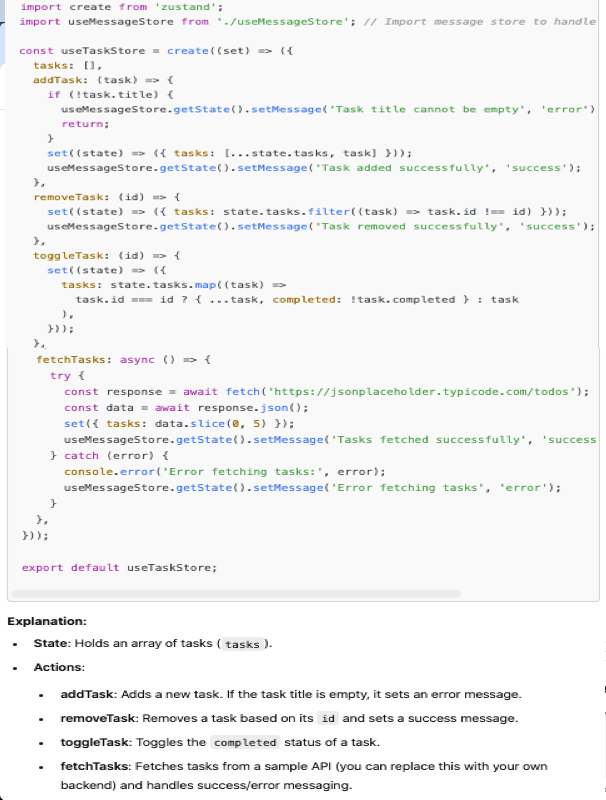 import create from 'zustand';
import useMessageStore from './useMessageStore'; // Import message store to handle
const useTaskStore = create((set) => ({
tasks: [],
addTask: (task) => {
if (!task.title) {
useMessageStore.getState().setMessage('Task title cannot be empty', 'error')
return;
}
set((state) => ({ tasks: [...state.tasks, task] }));
useMessageStore.getState().setMessage('Task added successfully', 'success');
},
removeTask: (id) => {
set((state) => ({ tasks: state.tasks.filter((task) => task.id !== id) }));
useMessageStore.getState().setMessage('Task removed successfully', 'success');
},
toggleTask: (id) => {
set((state) => ({
tasks: state.tasks.map((task) =>
task.id === id ? { ...task, completed: !task.completed } : task
),
}));
},
fetchTasks: async () => {
try {
const response = await fetch('https://jsonplaceholder.typicode.com/todos');
const data = await response.json();
set({ tasks: data.slice(0, 5) });
useMessageStore.getState().setMessage('Tasks fetched successfully', 'success
} catch (error) {
console.error('Error fetching tasks:', error);
useMessageStore.getState().setMessage('Error fetching tasks', 'error');
}
},
}));
export default useTaskStore;
Explanation:
• State: Holds an array of tasks ( tasks ).
• Actions:
• addTask: Adds a new task. If the task title is empty, it sets an error message.
• removeTask: Removes a task based on its id and sets a success message.
• toggleTask: Toggles the completed status of a task.
• fetchTasks: Fetches tasks from a sample API (you can replace this with your own
backend) and handles success/error messaging.